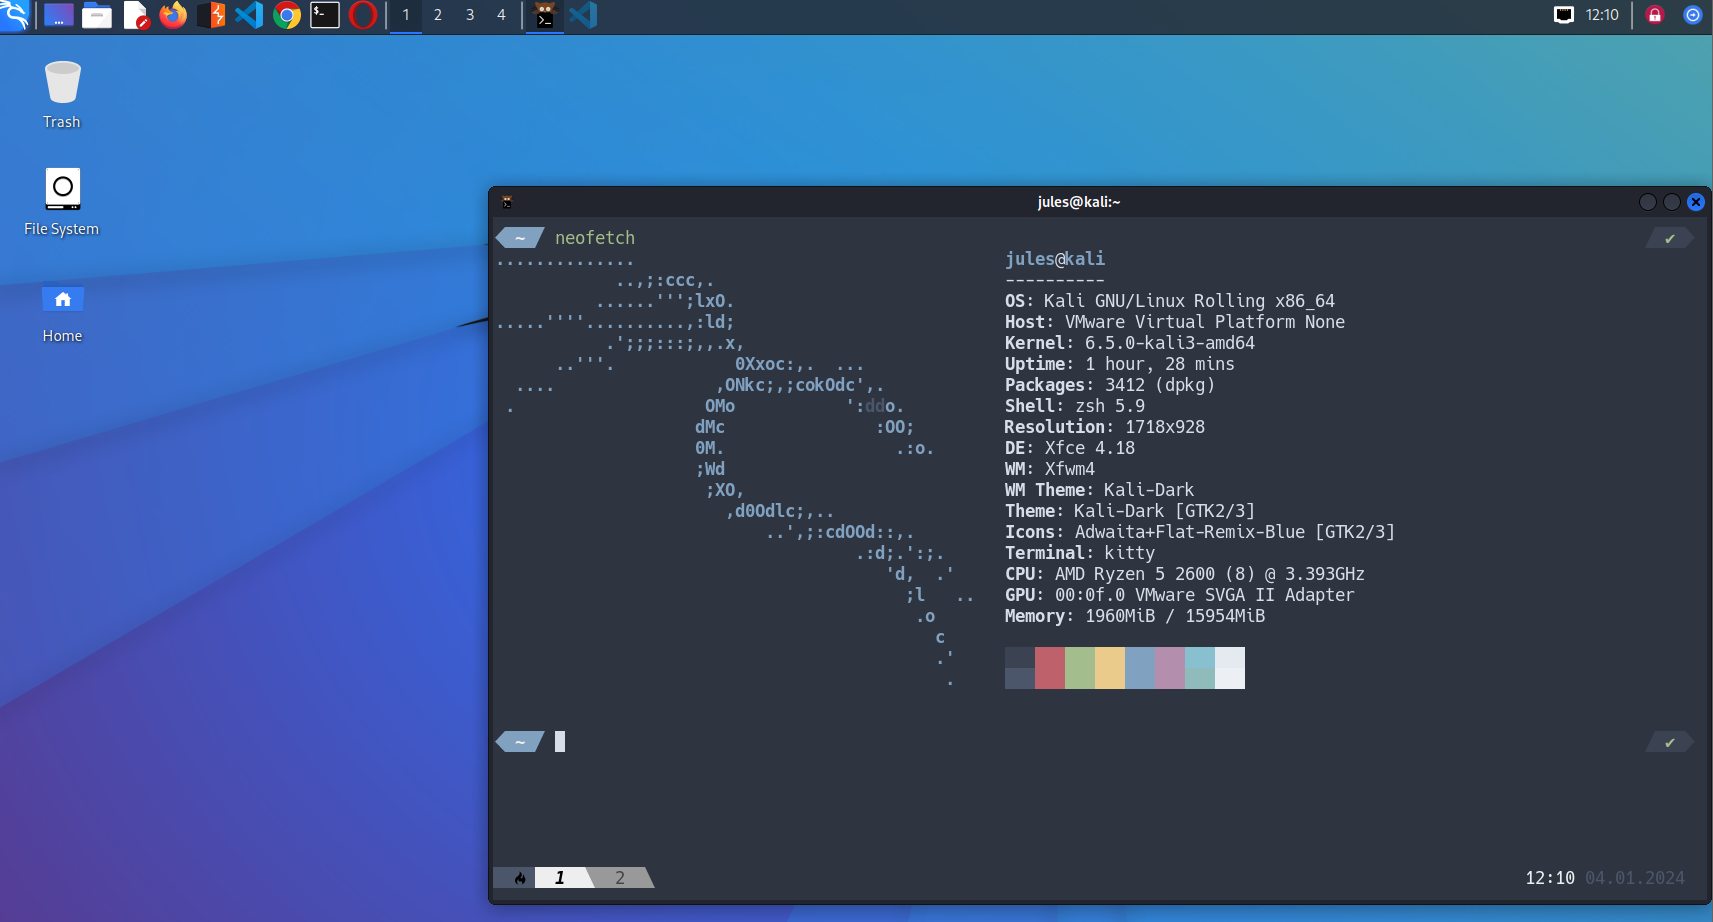 1 2 3 4 12:10
Trash
File System
Home
jules@kali:~
~ neofetch ✔
..............
..,;:ccc,.
......''';lxO.
.....''''..........,:ld;
.';;;:::;,,.x,
..'''. 0Xxoc:,. ...
.... ,ONkc;,;cokOdc',.
. OMo ':ddo.
dMc :OO;
0M. .:o.
;Wd
;XO,
,d0Odlc;,..
..',;:cdOOd::,.
.:d;.':;.
'd, .'
;l ..
.o
c
.'
.
jules@kali
----------
OS: Kali GNU/Linux Rolling x86_64
Host: VMware Virtual Platform None
Kernel: 6.5.0-kali3-amd64
Uptime: 1 hour, 28 mins
Packages: 3412 (dpkg)
Shell: zsh 5.9
Resolution: 1718x928
DE: Xfce 4.18
WM: Xfwm4
WM Theme: Kali-Dark
Theme: Kali-Dark [GTK2/3]
Icons: Adwaita+Flat-Remix-Blue [GTK2/3]
Terminal: kitty
CPU: AMD Ryzen 5 2600 (8) @ 3.393GHz
GPU: 00:0f.0 VMware SVGA II Adapter
Memory: 1960MiB / 15954MiB
~ ✔
1 2 12:10 04.01.2024